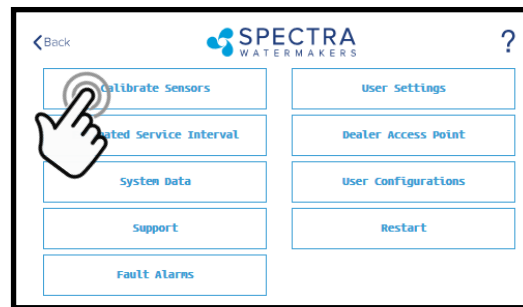 Back
SPECTRA
WATERMAKERS
?
Calibrate Sensors
User Settings
Service Interval
Dealer Access Point
System Data
User Configurations
Support
Restart
Fault Alarms